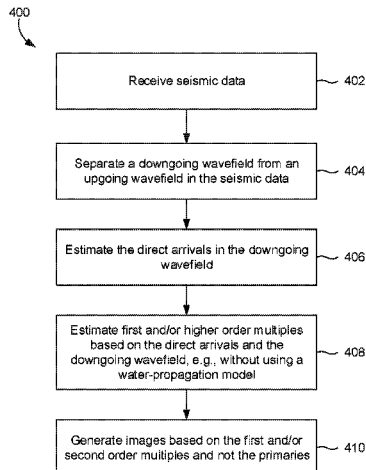 400
Receive seismic data
402
Separate a downgoing wavefield from an
upgoing wavefield in the seismic data
404
Estimate the direct arrivals in the downgoing
wavefield
406
Estimate first and/or higher order multiples
based on the direct arrivals and the
downgoing wavefield, e.g., without using a
water-propagation model
408
Generate images based on the first and/or
second order multiples and not the primaries
410